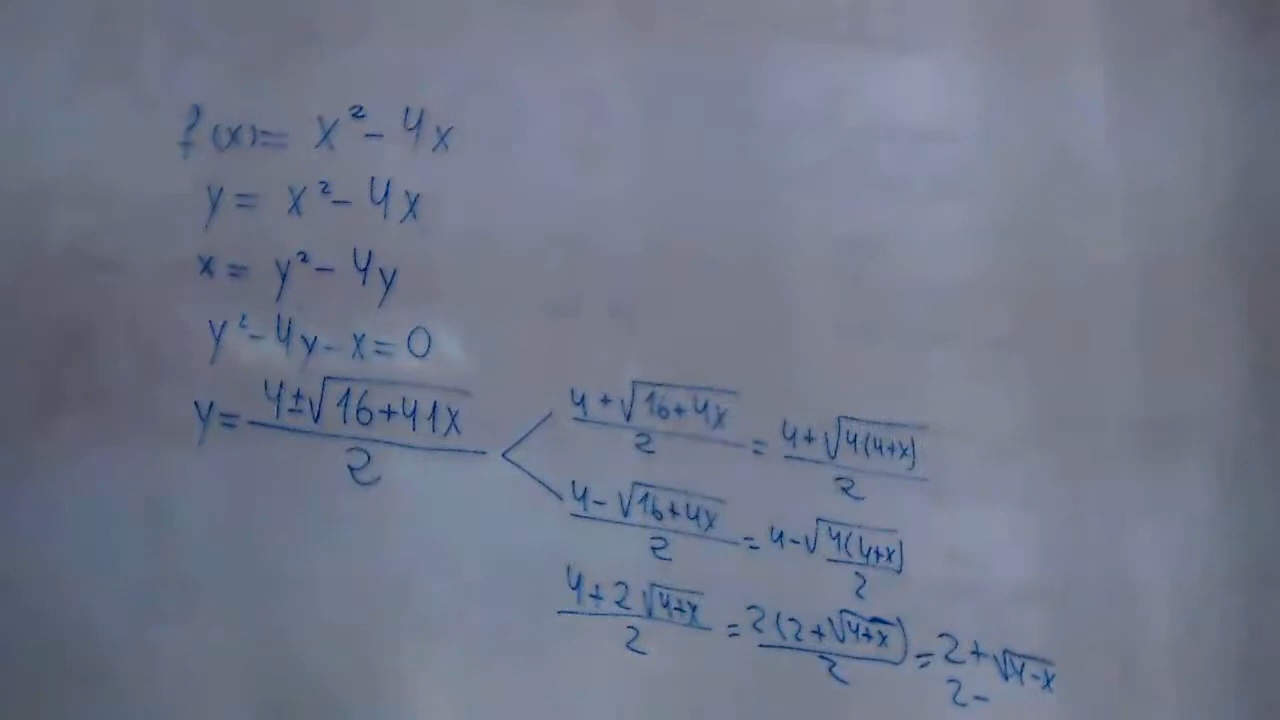 f(x) = x² - 4x
y = x² - 4x
x = y² - 4y
y² - 4y - x = 0
y = (4 ± √(16 + 41x)) / 2 < (4 + √(16 + 4x)) / 2 = (4 + √(4(4+x))) / 2
(4 - √(16 + 4x)) / 2 = 4 - √(4(4+x)) / 2
(4 + 2√(4+x)) / 2 = 2(2 + √(4+x)) / 2 = 2 + √(4-x)
2 -